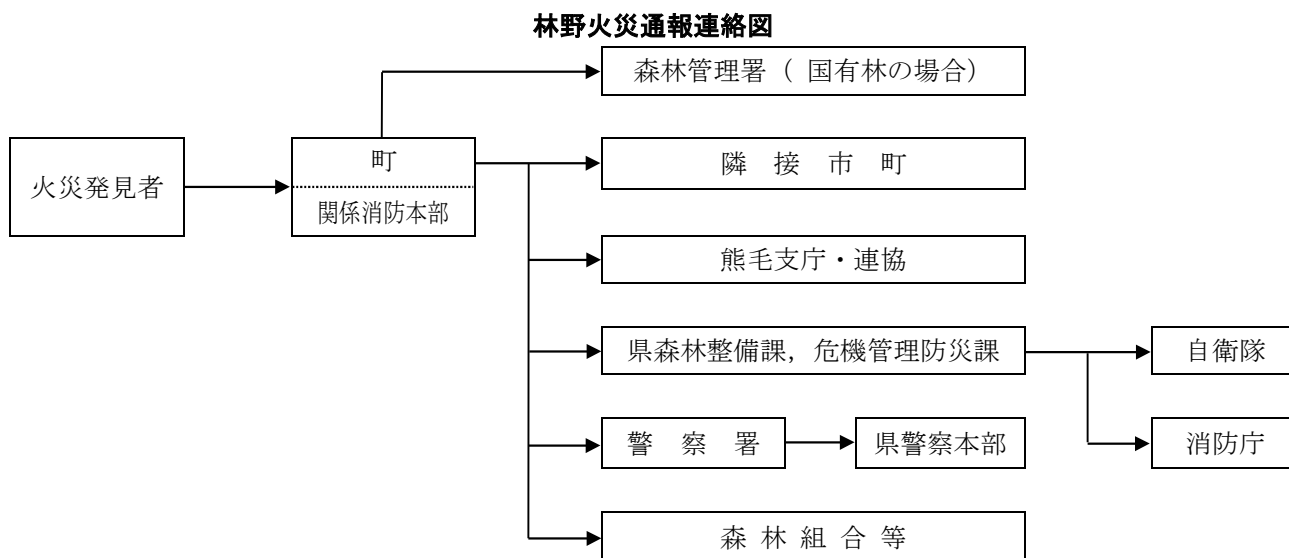 林野火災通報連絡図
森林管理署（ 国有林の場合）
火災発見者
町
関係消防本部
隣 接 市 町
熊毛支庁・連協
県森林整備課，危機管理防災課
自衛隊
警 察 署
県警察本部
消防庁
森 林 組 合 等